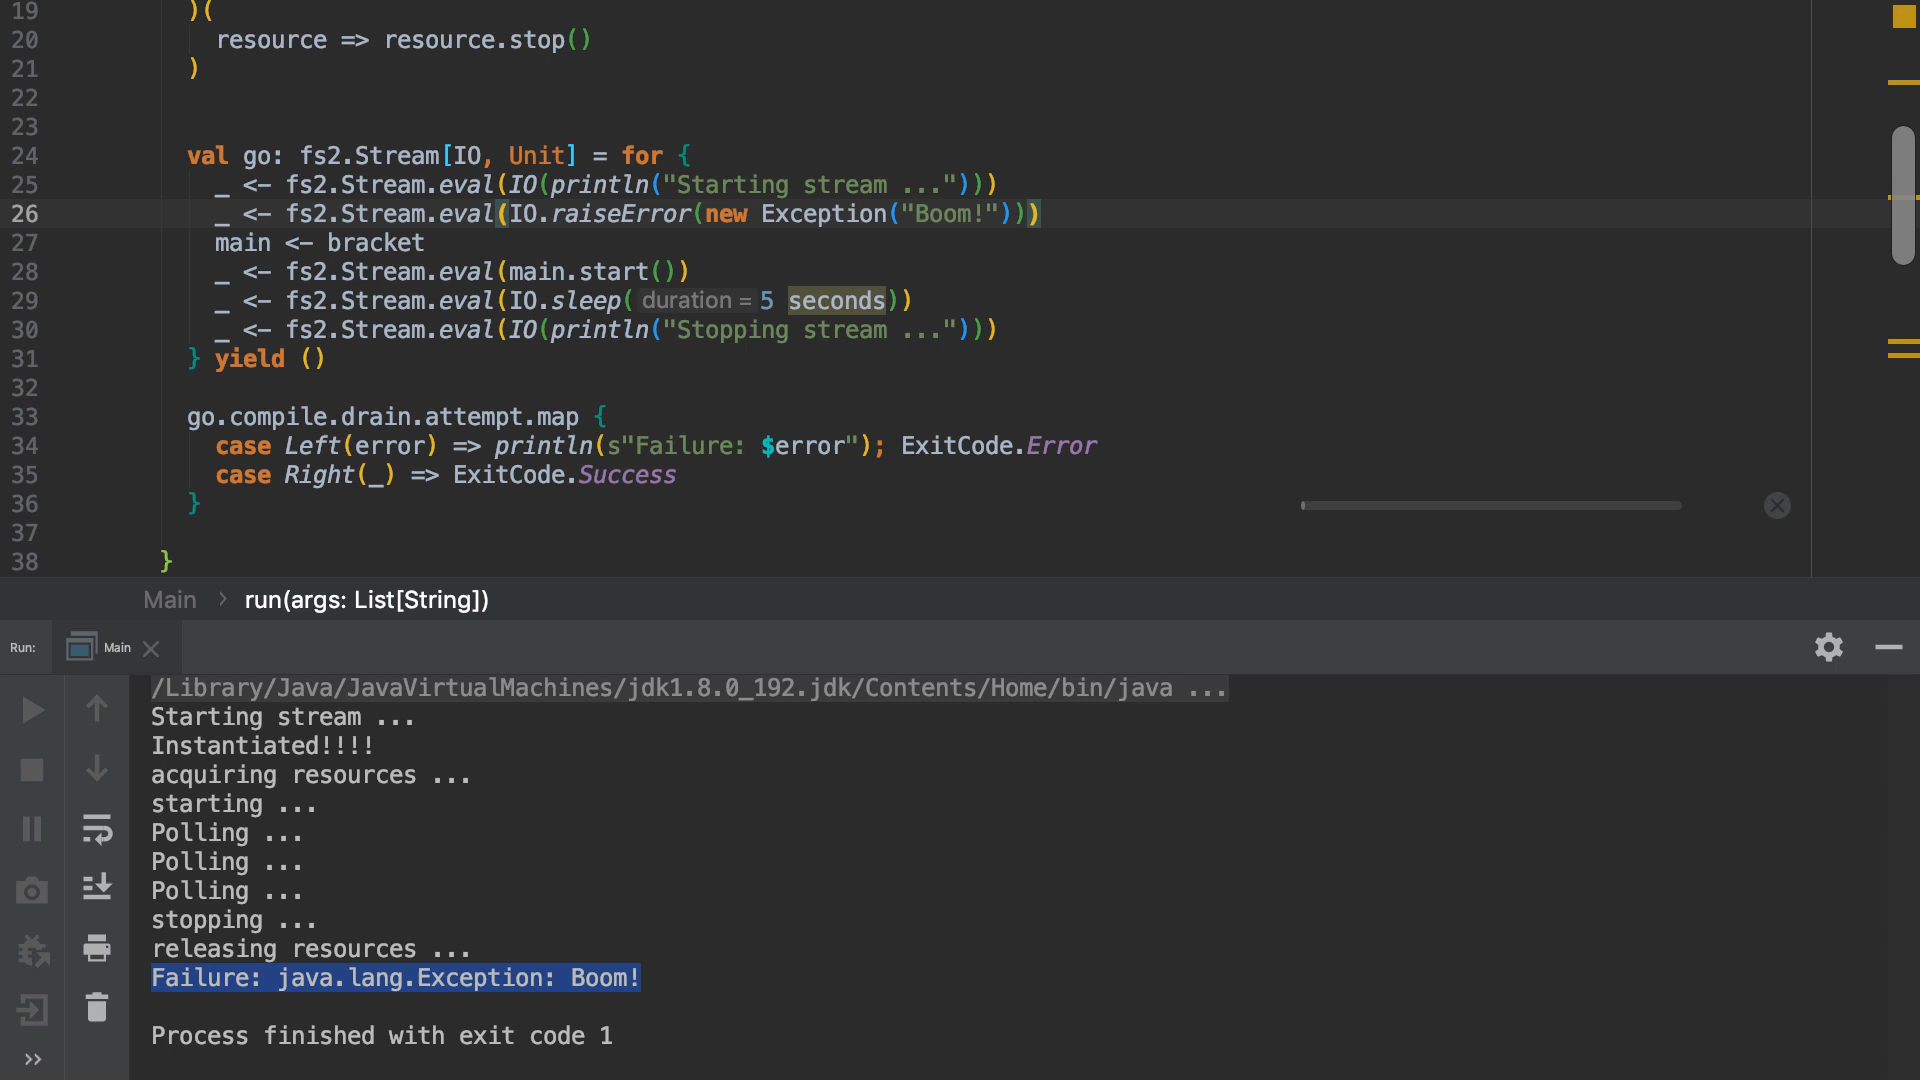 19 )(
20 resource => resource.stop()
21 )
22
23
24 val go: fs2.Stream[IO, Unit] = for {
25 _ <- fs2.Stream.eval(IO(println("Starting stream ...")))
26 _ <- fs2.Stream.eval(IO.raiseError(new Exception("Boom!")))
27 main <- bracket
28 _ <- fs2.Stream.eval(main.start())
29 _ <- fs2.Stream.eval(IO.sleep( duration = 5 seconds))
30 _ <- fs2.Stream.eval(IO(println("Stopping stream ...")))
31 } yield ()
32
33 go.compile.drain.attempt.map {
34 case Left(error) => println(s"Failure: $error"); ExitCode.Error
35 case Right(_) => ExitCode.Success
36 }
37
38 }
Main > run(args: List[String])
Run: Main
/Library/Java/JavaVirtualMachines/jdk1.8.0_192.jdk/Contents/Home/bin/java ...
Starting stream ...
Instantiated!!!!
acquiring resources ...
starting ...
Polling ...
Polling ...
Polling ...
stopping ...
releasing resources ...
Failure: java.lang.Exception: Boom!
Process finished with exit code 1